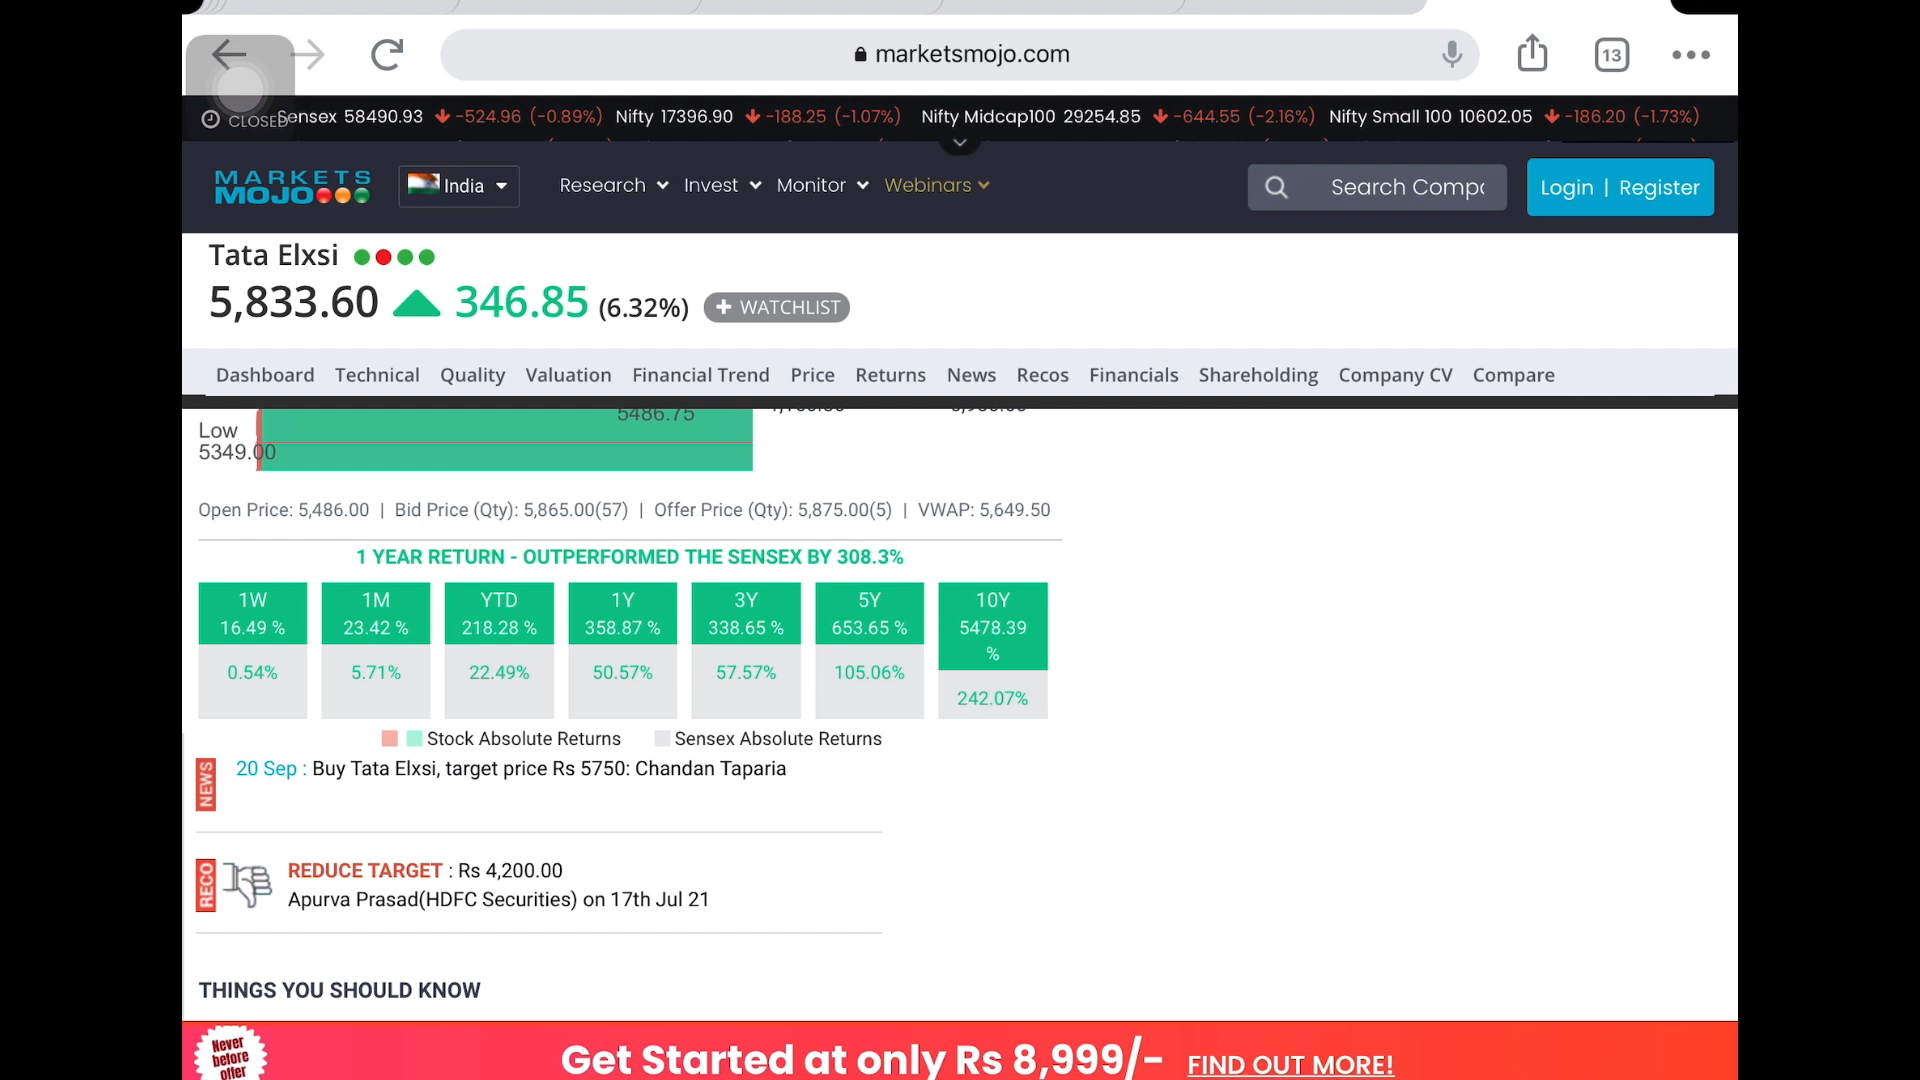 marketsmojo.com
13
CLOSED
Sensex 58490.93 -524.96 (-0.89%) Nifty 17396.90 -188.25 (-1.07%) Nifty Midcap100 29254.85 -644.55 (-2.16%) Nifty Small 100 10602.05 -186.20 (-1.73%)
MARKETS
MOJO
India
Research Invest Monitor Webinars
Search Compo
Login | Register
Tata Elxsi
5,833.60 346.85 (6.32%) + WATCHLIST
Dashboard Technical Quality Valuation Financial Trend Price Returns News Recos Financials Shareholding Company CV Compare
5486.75
Low
5349.00
Open Price: 5,486.00 | Bid Price (Qty): 5,865.00(57) | Offer Price (Qty): 5,875.00(5) | VWAP: 5,649.50
1 YEAR RETURN - OUTPERFORMED THE SENSEX BY 308.3%
1W 1M YTD 1Y 3Y 5Y 10Y
16.49 % 23.42 % 218.28 % 358.87 % 338.65 % 653.65 % 5478.39 %
0.54% 5.71% 22.49% 50.57% 57.57% 105.06% 242.07%
Stock Absolute Returns Sensex Absolute Returns
NEWS
20 Sep : Buy Tata Elxsi, target price Rs 5750: Chandan Taparia
RECO
REDUCE TARGET : Rs 4,200.00
Apurva Prasad(HDFC Securities) on 17th Jul 21
THINGS YOU SHOULD KNOW
Never
before
offer
Get Started at only Rs 8,999/- FIND OUT MORE!